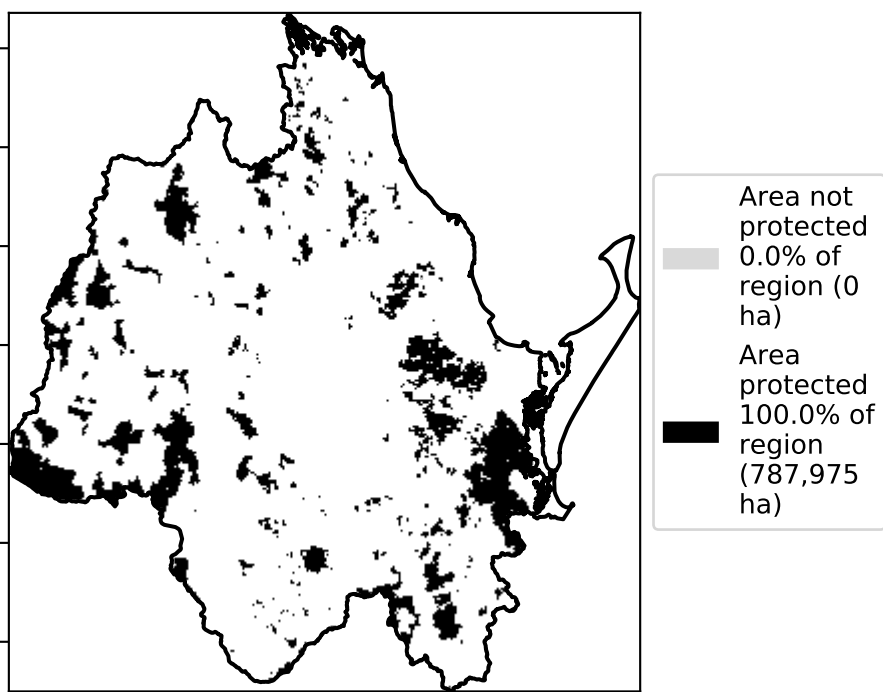 Area not
protected
0.0% of
region (0
ha)
Area
protected
100.0% of
region
(787,975
ha)